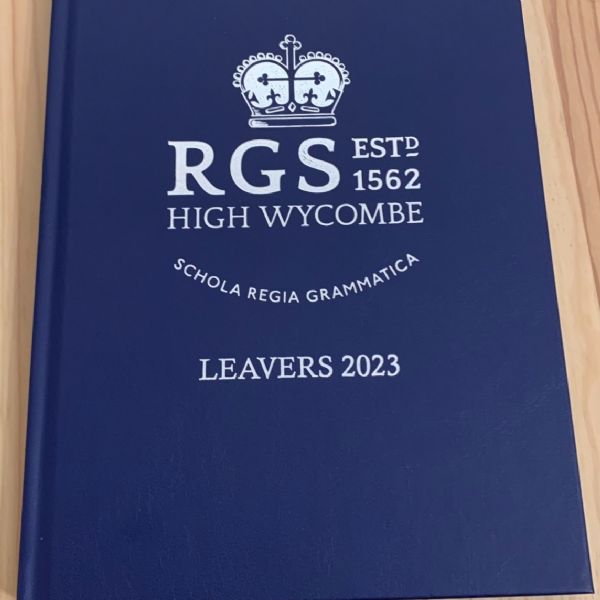 RGS ESTD
1562
HIGH WYCOMBE
SCHOLA REGIA GRAMMATICA
LEAVERS 2023